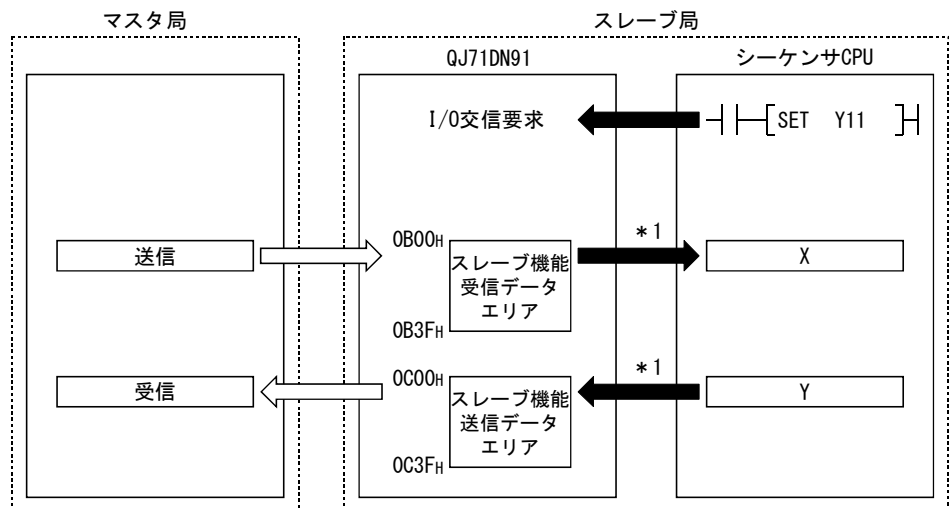 マスタ局
スレーブ局
QJ71DN91
シーケンサCPU
I/O交信要求
SET Y11
送信
0B00H
スレーブ機能
受信データ
エリア
0B3FH
*1
X
受信
0C00H
スレーブ機能
送信データ
エリア
0C3FH
*1
Y